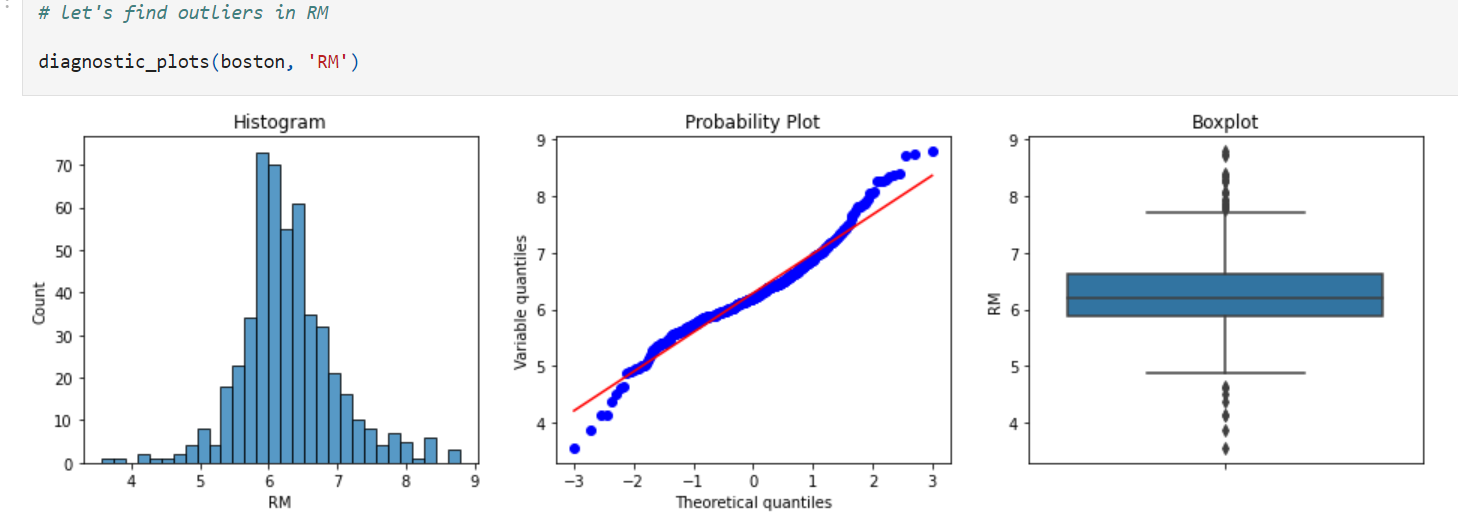 # let's find outliers in RM
diagnostic_plots(boston, 'RM')
Histogram
70
60
50
40
30
20
10
0
Count
4 5 6 7 8 9
RM
Probability Plot
9
8
7
6
5
4
Variable quantiles
−3 −2 −1 0 1 2 3
Theoretical quantiles
Boxplot
9
8
7
6
5
4
RM